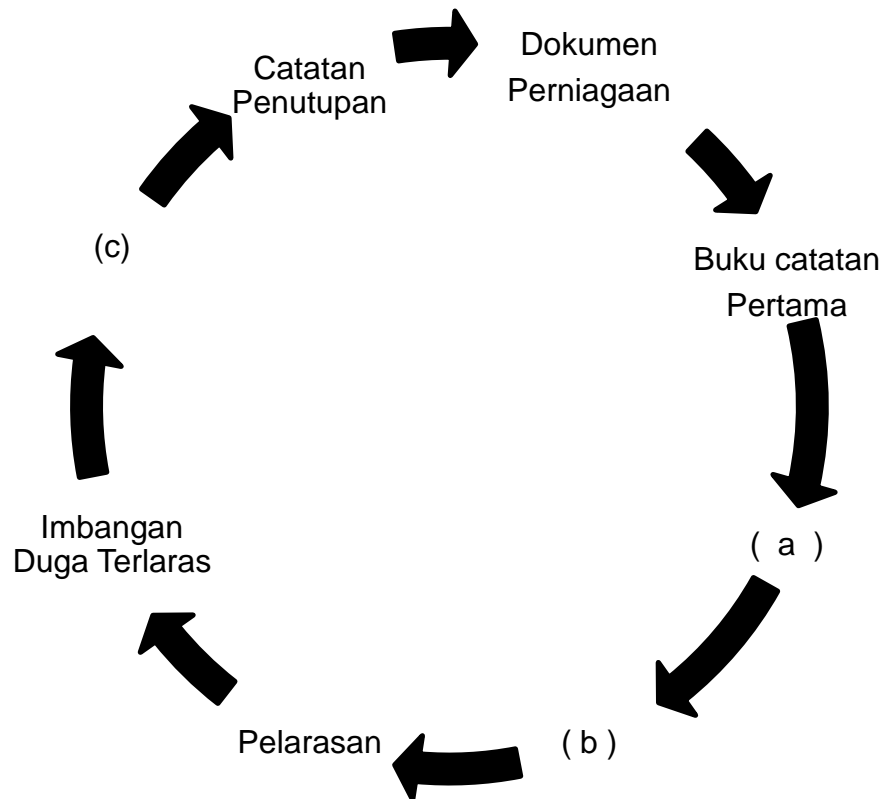 Dokumen
Perniagaan
Buku catatan
Pertama
( a )
( b )
Pelarasan
Imbangan
Duga Terlaras
(c)
Catatan
Penutupan